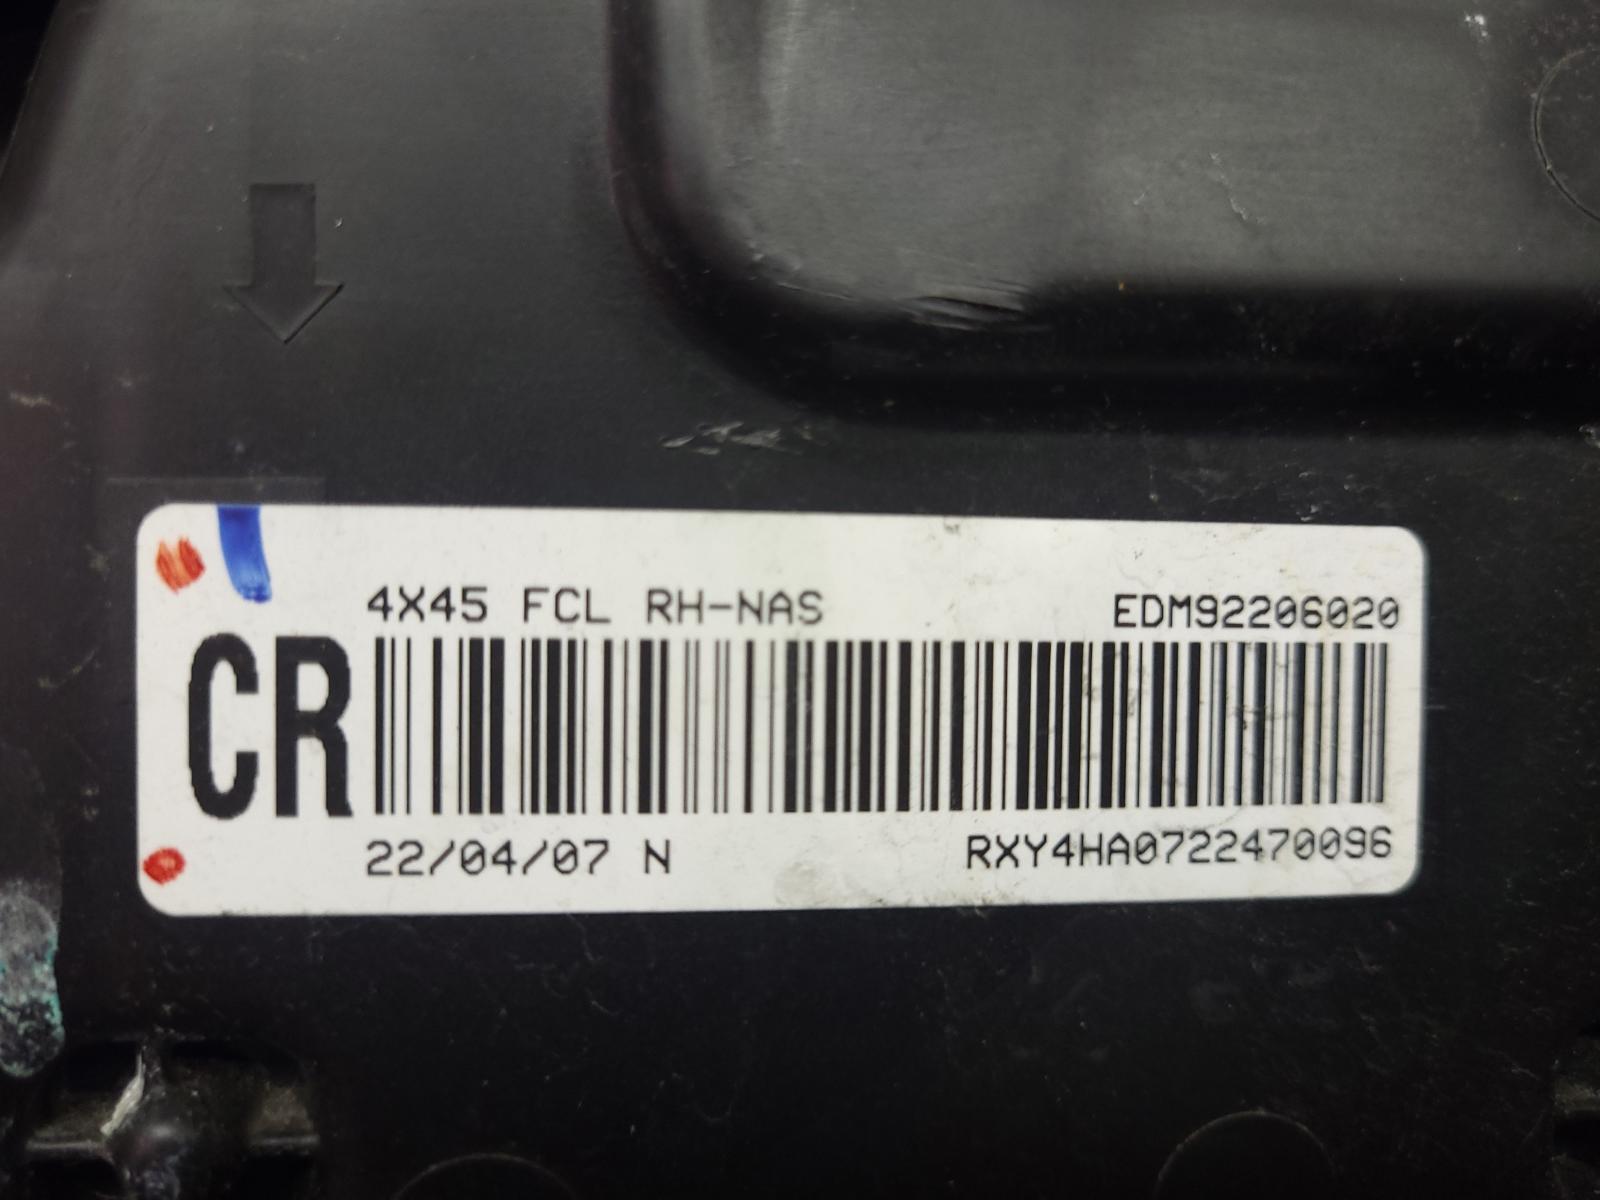 4X45 FCL RH-NAS EDM92206020
CR
22/04/07 N RXY4HA0722470096